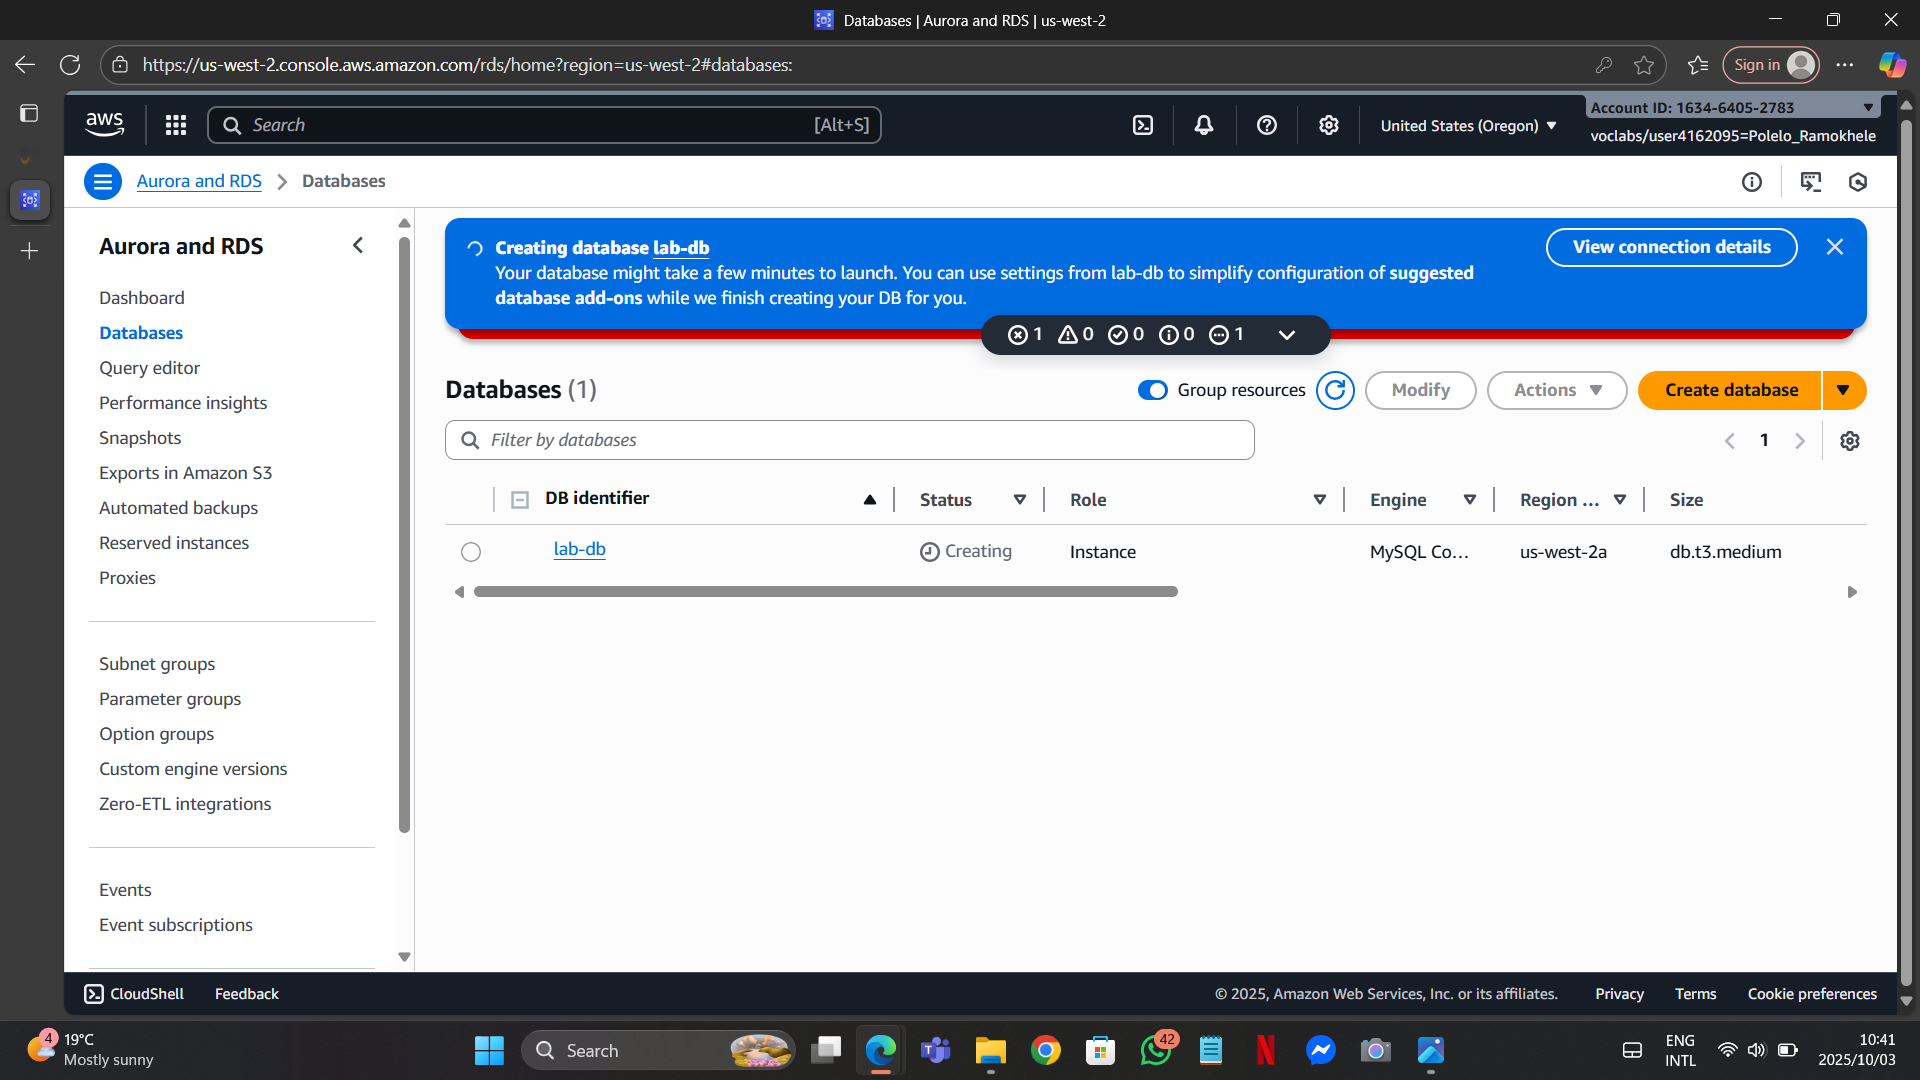 Databases | Aurora and RDS | us-west-2
https://us-west-2.console.aws.amazon.com/rds/home?region=us-west-2#databases:
Sign in
aws
Search
[Alt+S]
United States (Oregon)
Account ID: 1634-6405-2783
voclabs/user4162095=Polelo_Ramokhele
Aurora and RDS
Databases
Aurora and RDS
Dashboard
Databases
Query editor
Performance insights
Snapshots
Exports in Amazon S3
Automated backups
Reserved instances
Proxies
Subnet groups
Parameter groups
Option groups
Custom engine versions
Zero-ETL integrations
Events
Event subscriptions
Creating database lab-db
Your database might take a few minutes to launch. You can use settings from lab-db to simplify configuration of suggested
database add-ons while we finish creating your DB for you.
View connection details
1 0 0 0 1
Databases (1)
Group resources
Modify
Actions
Create database
Filter by databases
1
DB identifier Status Role Engine Region ... Size
lab-db Creating Instance MySQL Co... us-west-2a db.t3.medium
CloudShell
Feedback
© 2025, Amazon Web Services, Inc. or its affiliates.
Privacy
Terms
Cookie preferences
4
19°C
Mostly sunny
Search
42
ENG
INTL
10:41
2025/10/03